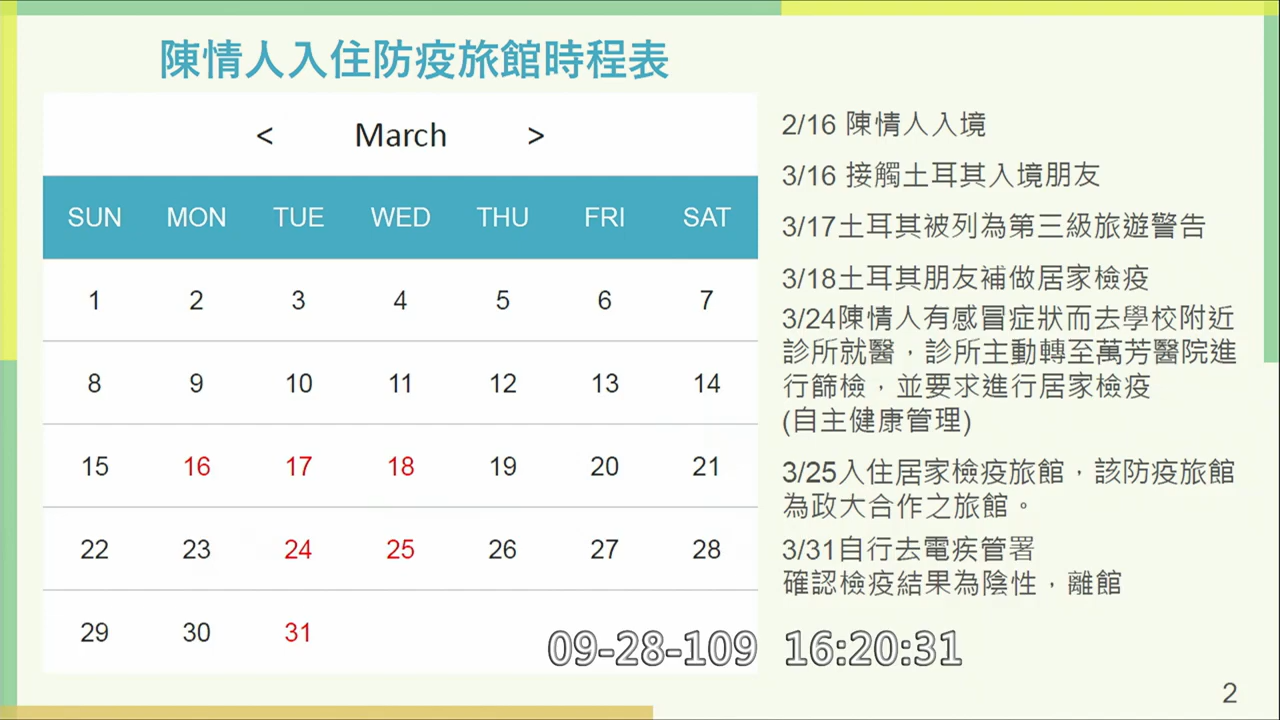 陳情人入住防疫旅館時程表
< March >
SUN MON TUE WED THU FRI SAT
1 2 3 4 5 6 7
8 9 10 11 12 13 14
15 16 17 18 19 20 21
22 23 24 25 26 27 28
29 30 31
2/16 陳情人入境
3/16 接觸土耳其入境朋友
3/17土耳其被列為第三級旅遊警告
3/18土耳其朋友補做居家檢疫
3/24陳情人有感冒症狀而去學校附近
診所就醫，診所主動轉至萬芳醫院進
行篩檢，並要求進行居家檢疫
(自主健康管理)
3/25入住居家檢疫旅館，該防疫旅館
為政大合作之旅館。
3/31自行去電疾管署
確認檢疫結果為陰性，離館
09-28-109 16:20:31
2